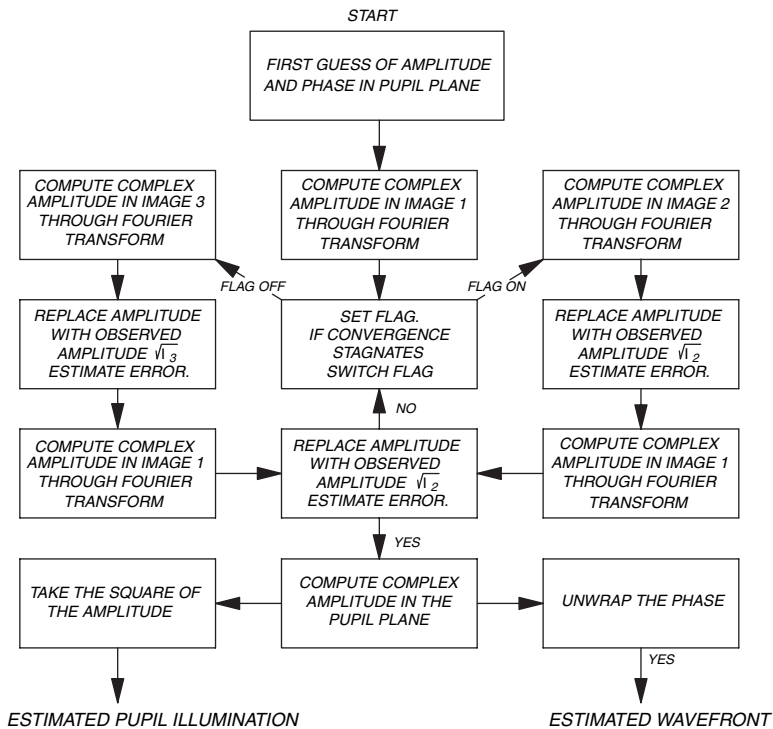 START
FIRST GUESS OF AMPLITUDE
AND PHASE IN PUPIL PLANE
COMPUTE COMPLEX
AMPLITUDE IN IMAGE 3
THROUGH FOURIER
TRANSFORM
COMPUTE COMPLEX
AMPLITUDE IN IMAGE 1
THROUGH FOURIER
TRANSFORM
COMPUTE COMPLEX
AMPLITUDE IN IMAGE 2
THROUGH FOURIER
TRANSFORM
FLAG OFF
FLAG ON
REPLACE AMPLITUDE
WITH OBSERVED
AMPLITUDE √I₃
ESTIMATE ERROR.
SET FLAG.
IF CONVERGENCE
STAGNATES
SWITCH FLAG
REPLACE AMPLITUDE
WITH OBSERVED
AMPLITUDE √I₂
ESTIMATE ERROR.
NO
COMPUTE COMPLEX
AMPLITUDE IN IMAGE 1
THROUGH FOURIER
TRANSFORM
REPLACE AMPLITUDE
WITH OBSERVED
AMPLITUDE √I₂
ESTIMATE ERROR.
COMPUTE COMPLEX
AMPLITUDE IN IMAGE 1
THROUGH FOURIER
TRANSFORM
YES
TAKE THE SQUARE OF
THE AMPLITUDE
COMPUTE COMPLEX
AMPLITUDE IN THE
PUPIL PLANE
UNWRAP THE PHASE
YES
ESTIMATED PUPIL ILLUMINATION
ESTIMATED WAVEFRONT